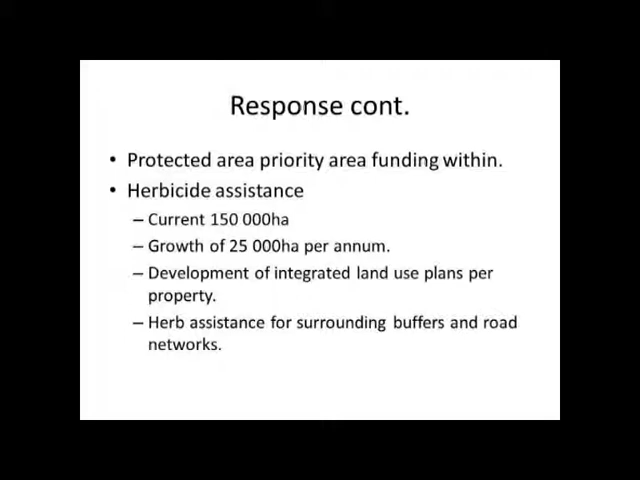 Response cont.
• Protected area priority area funding within.
• Herbicide assistance
– Current 150 000ha
– Growth of 25 000ha per annum.
– Development of integrated land use plans per
property.
– Herb assistance for surrounding buffers and road
networks.